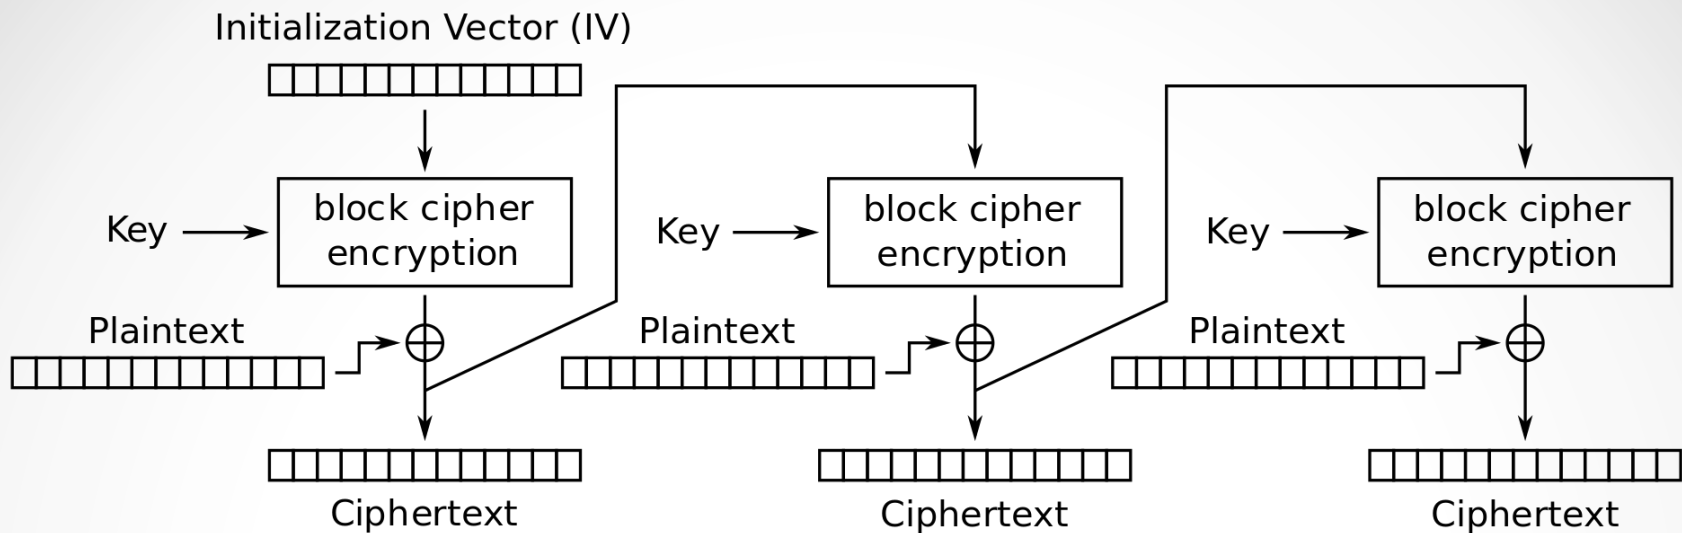 Initialization Vector (IV)
block cipher
encryption
Key
Plaintext
Ciphertext
block cipher
encryption
Key
Plaintext
Ciphertext
block cipher
encryption
Key
Plaintext
Ciphertext